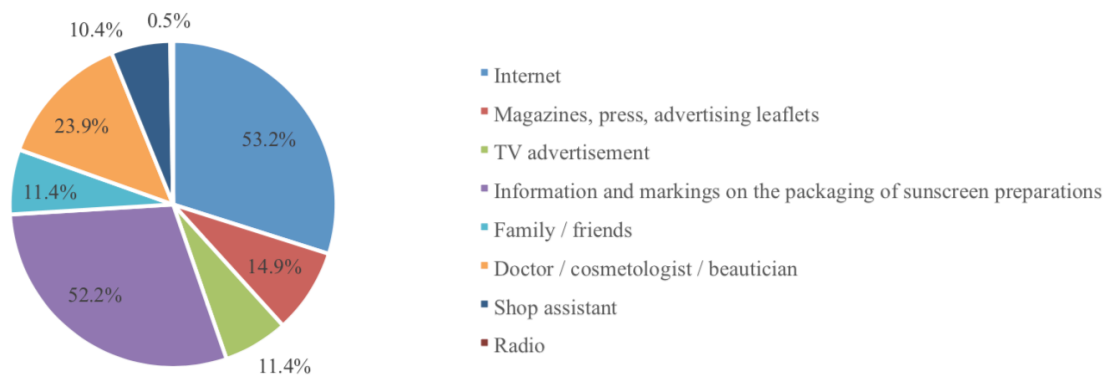 0.5%
10.4%
53.2%
23.9%
11.4%
14.9%
52.2%
11.4%
Internet
Magazines, press, advertising leaflets
TV advertisement
Information and markings on the packaging of sunscreen preparations
Family / friends
Doctor / cosmetologist / beautician
Shop assistant
Radio